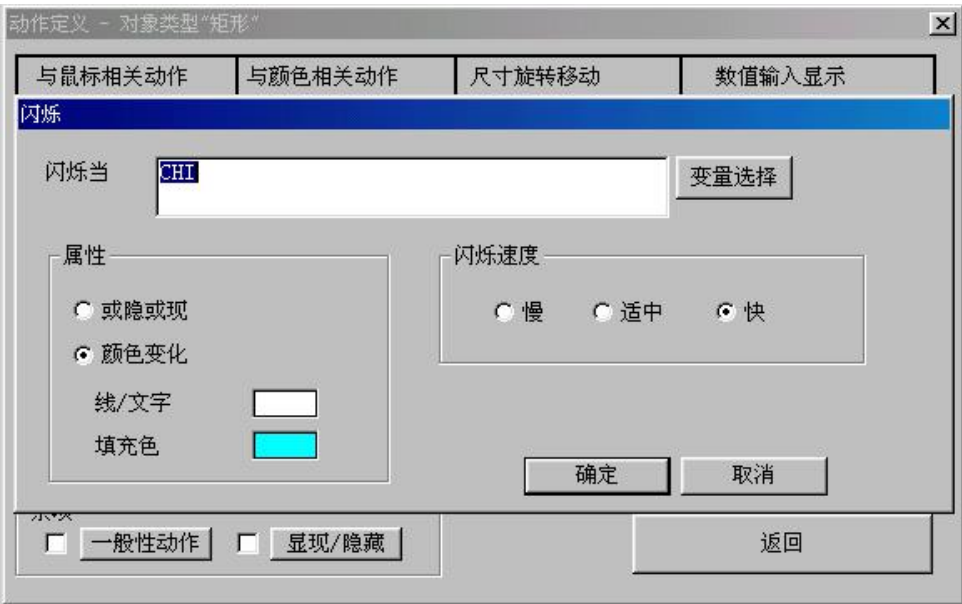 动作定义 - 对象类型“矩形”
与鼠标相关动作 与颜色相关动作 尺寸旋转移动 数值输入显示
闪烁
闪烁当 CHI 变量选择
属性 闪烁速度
或隐或现 慢 适中 快
颜色变化
线/文字
填充色
确定 取消
一般性动作 显现/隐藏 返回